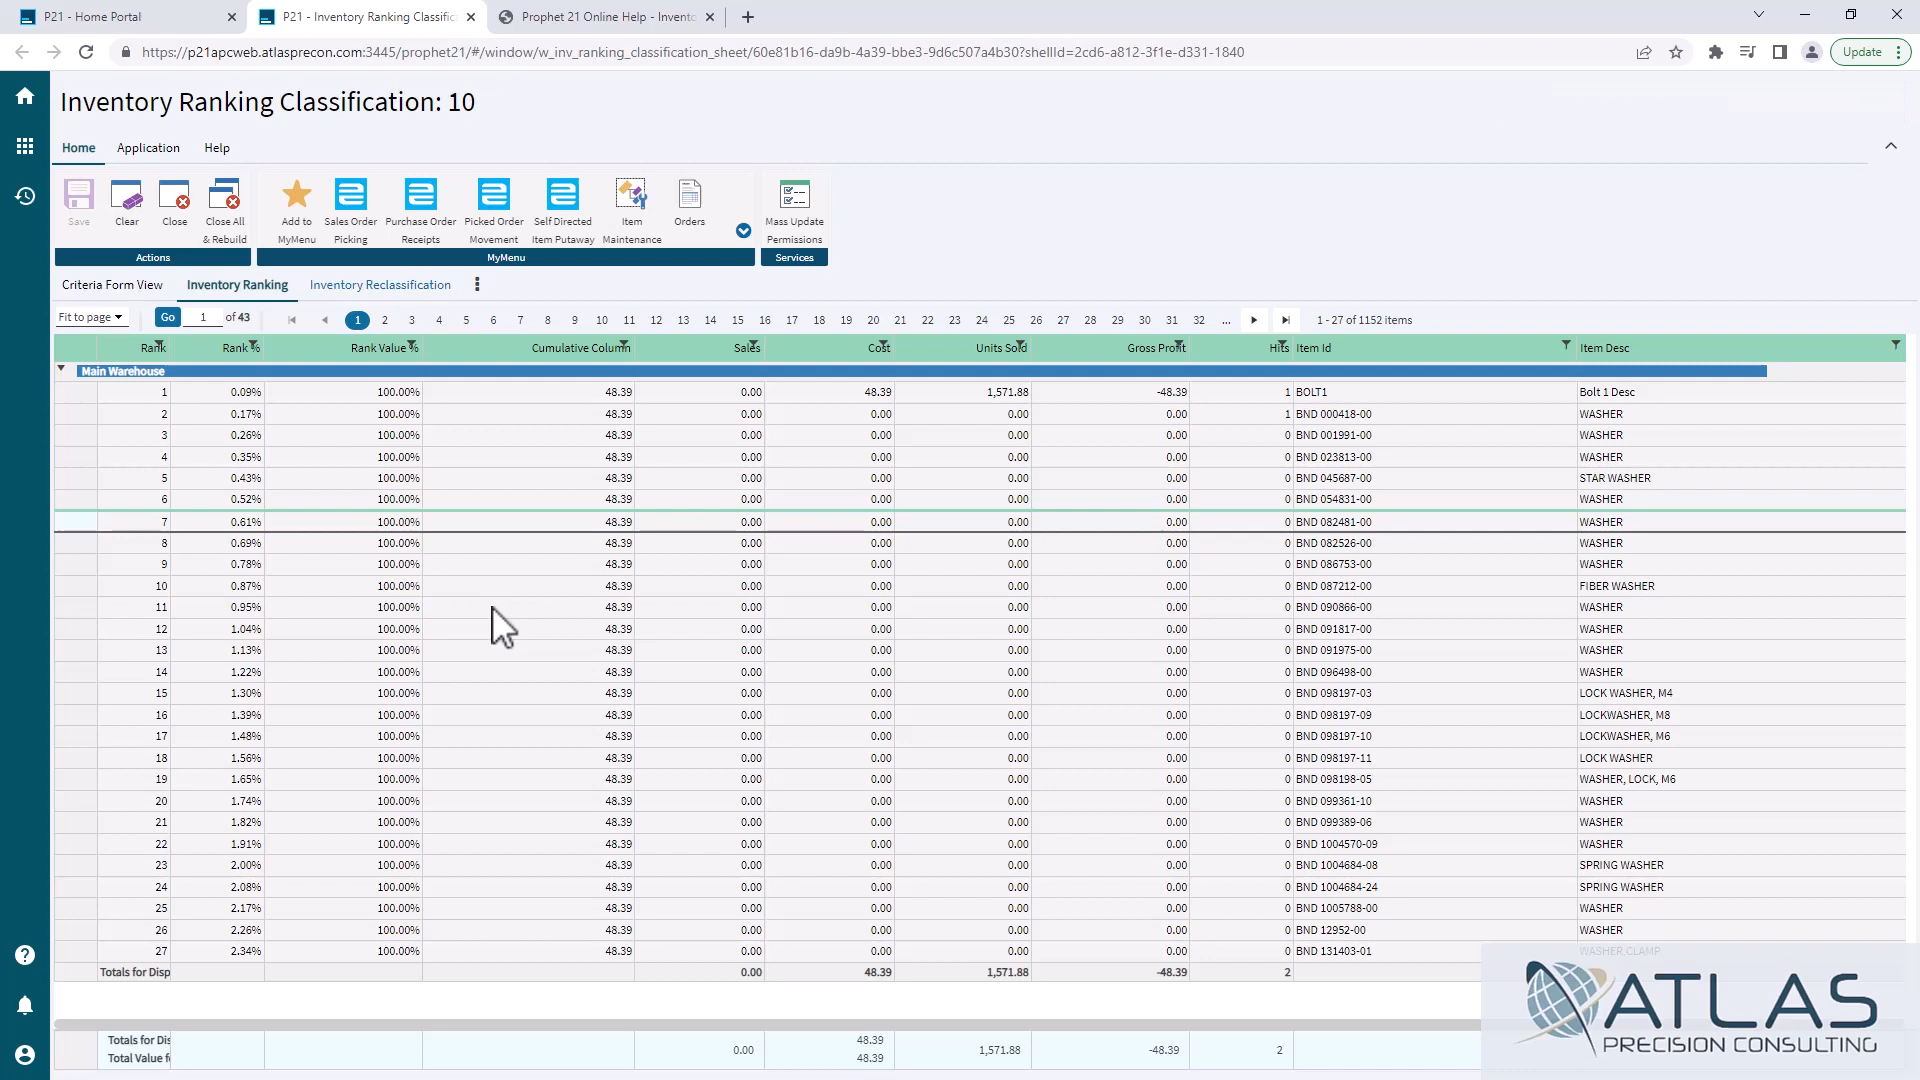 P21 - Home Portal
P21 - Inventory Ranking Classific
Prophet 21 Online Help - Invento
https://p21apcweb.atlasprecon.com:3445/prophet21/#/window/w_inv_ranking_classification_sheet/60e81b16-da9b-4a39-bbe3-9d6c507a4b30?shellId=2cd6-a812-3f1e-d331-1840
Update
Inventory Ranking Classification: 10
Home Application Help
Save
Clear
Close
Close All & Rebuild
Add to MyMenu
Sales Order Picking
Purchase Order Receipts
Picked Order Movement
Self Directed Item Putaway
Item Maintenance
Orders
Mass Update Permissions
Actions MyMenu Services
Criteria Form View Inventory Ranking Inventory Reclassification
Fit to page Go 1 of 43 1 2 3 4 5 6 7 8 9 10 11 12 13 14 15 16 17 18 19 20 21 22 23 24 25 26 27 28 29 30 31 32 ... 1 - 27 of 1152 items
Rank Rank % Rank Value % Cumulative Column Sales Cost Units Sold Gross Profit Hits Item Id Item Desc
Main Warehouse
1 0.09% 100.00% 48.39 0.00 48.39 1,571.88 -48.39 1 BOLT1 Bolt 1 Desc
2 0.17% 100.00% 48.39 0.00 0.00 0.00 0.00 1 BND 000418-00 WASHER
3 0.26% 100.00% 48.39 0.00 0.00 0.00 0.00 0 BND 001991-00 WASHER
4 0.35% 100.00% 48.39 0.00 0.00 0.00 0.00 0 BND 023813-00 WASHER
5 0.43% 100.00% 48.39 0.00 0.00 0.00 0.00 0 BND 045687-00 STAR WASHER
6 0.52% 100.00% 48.39 0.00 0.00 0.00 0.00 0 BND 054831-00 WASHER
7 0.61% 100.00% 48.39 0.00 0.00 0.00 0.00 0 BND 082481-00 WASHER
8 0.69% 100.00% 48.39 0.00 0.00 0.00 0.00 0 BND 082526-00 WASHER
9 0.78% 100.00% 48.39 0.00 0.00 0.00 0.00 0 BND 086753-00 WASHER
10 0.87% 100.00% 48.39 0.00 0.00 0.00 0.00 0 BND 087212-00 FIBER WASHER
11 0.95% 100.00% 48.39 0.00 0.00 0.00 0.00 0 BND 090866-00 WASHER
12 1.04% 100.00% 48.39 0.00 0.00 0.00 0.00 0 BND 091817-00 WASHER
13 1.13% 100.00% 48.39 0.00 0.00 0.00 0.00 0 BND 091975-00 WASHER
14 1.22% 100.00% 48.39 0.00 0.00 0.00 0.00 0 BND 096498-00 WASHER
15 1.30% 100.00% 48.39 0.00 0.00 0.00 0.00 0 BND 098197-03 LOCK WASHER, M4
16 1.39% 100.00% 48.39 0.00 0.00 0.00 0.00 0 BND 098197-09 LOCKWASHER, M8
17 1.48% 100.00% 48.39 0.00 0.00 0.00 0.00 0 BND 098197-10 LOCKWASHER, M6
18 1.56% 100.00% 48.39 0.00 0.00 0.00 0.00 0 BND 098197-11 LOCK WASHER
19 1.65% 100.00% 48.39 0.00 0.00 0.00 0.00 0 BND 098198-05 WASHER, LOCK, M6
20 1.74% 100.00% 48.39 0.00 0.00 0.00 0.00 0 BND 099361-10 WASHER
21 1.82% 100.00% 48.39 0.00 0.00 0.00 0.00 0 BND 099389-06 WASHER
22 1.91% 100.00% 48.39 0.00 0.00 0.00 0.00 0 BND 1004570-09 WASHER
23 2.00% 100.00% 48.39 0.00 0.00 0.00 0.00 0 BND 1004684-08 SPRING WASHER
24 2.08% 100.00% 48.39 0.00 0.00 0.00 0.00 0 BND 1004684-24 SPRING WASHER
25 2.17% 100.00% 48.39 0.00 0.00 0.00 0.00 0 BND 1005788-00 WASHER
26 2.26% 100.00% 48.39 0.00 0.00 0.00 0.00 0 BND 12952-00 WASHER
27 2.34% 100.00% 48.39 0.00 0.00 0.00 0.00 0 BND 131403-01 WASHER,CLAMP
Totals for Disp 0.00 48.39 1,571.88 -48.39 2
Totals for Dis 48.39
0.00 1,571.88 -48.39 2
Total Value f 48.39
ATLAS
PRECISION CONSULTING